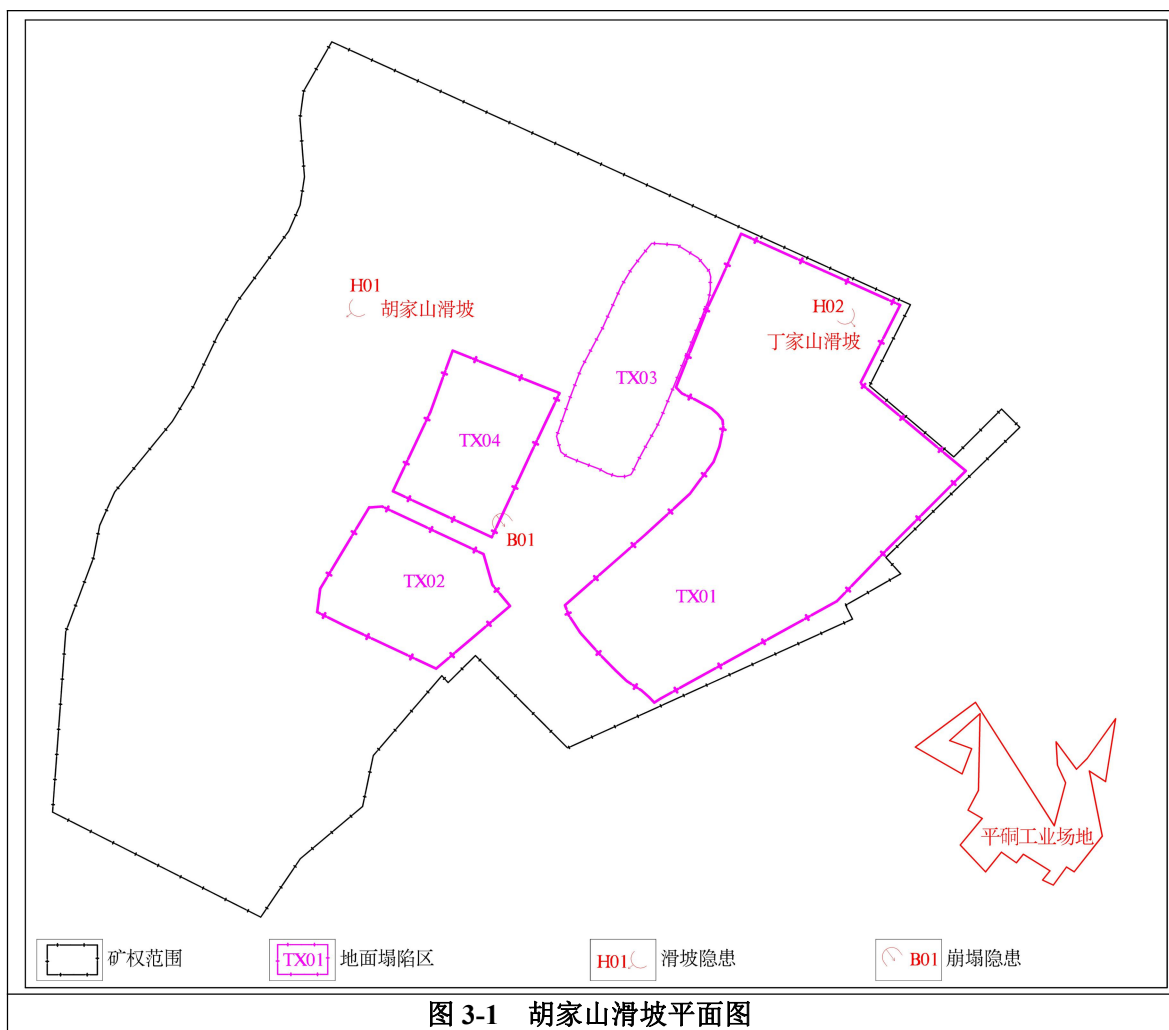 H01
胡家山滑坡
H02
丁家山滑坡
TX03
TX04
B01
TX02
TX01
平硐工业场地
矿权范围
TX01 地面塌陷区
H01 滑坡隐患
B01 崩塌隐患
图 3-1 胡家山滑坡平面图